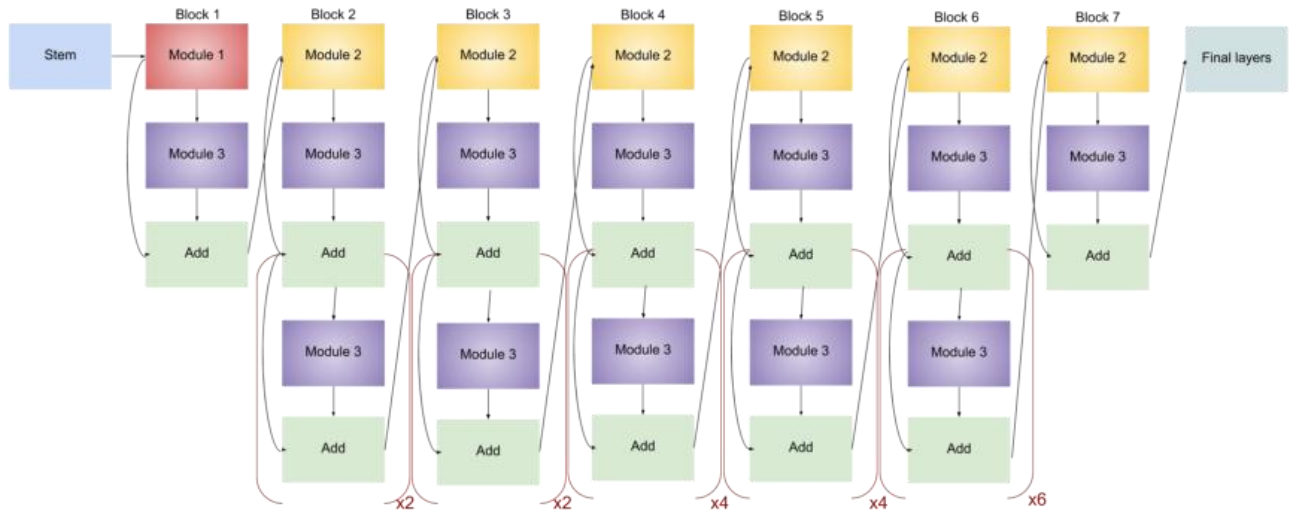 Block 1 Block 2 Block 3 Block 4 Block 5 Block 6 Block 7
Stem Module 1 Module 2 Module 2 Module 2 Module 2 Module 2 Module 2 Final layers
Module 3 Module 3 Module 3 Module 3 Module 3 Module 3 Module 3
Add Add Add Add Add Add Add
Module 3 Module 3 Module 3 Module 3 Module 3
Add Add Add Add Add
x2 x2 x4 x4 x6